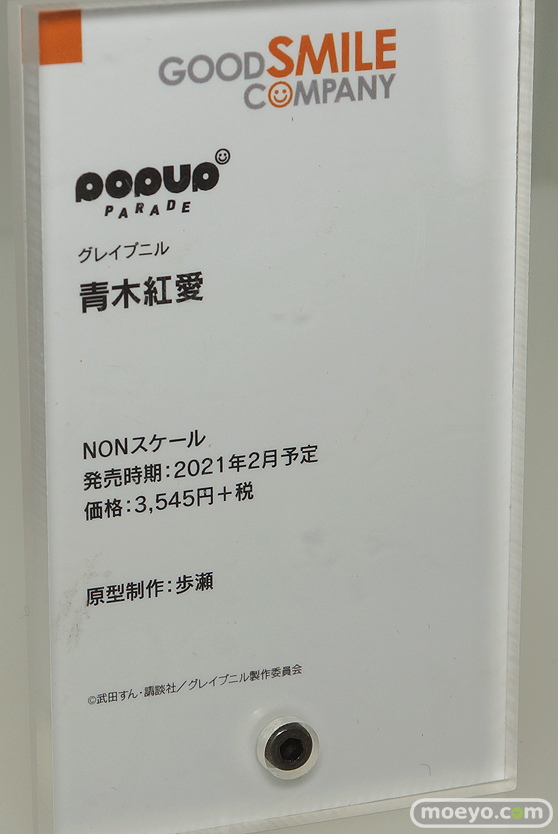 GOODSMILE
COMPANY
POPUP
PARADE
グレイプニル
青木紅愛
NONスケール
発売時期:2021年2月予定
価格:3,545円+税
原型制作:歩瀬
©武田すん・講談社/グレイプニル製作委員会
moeyo.com